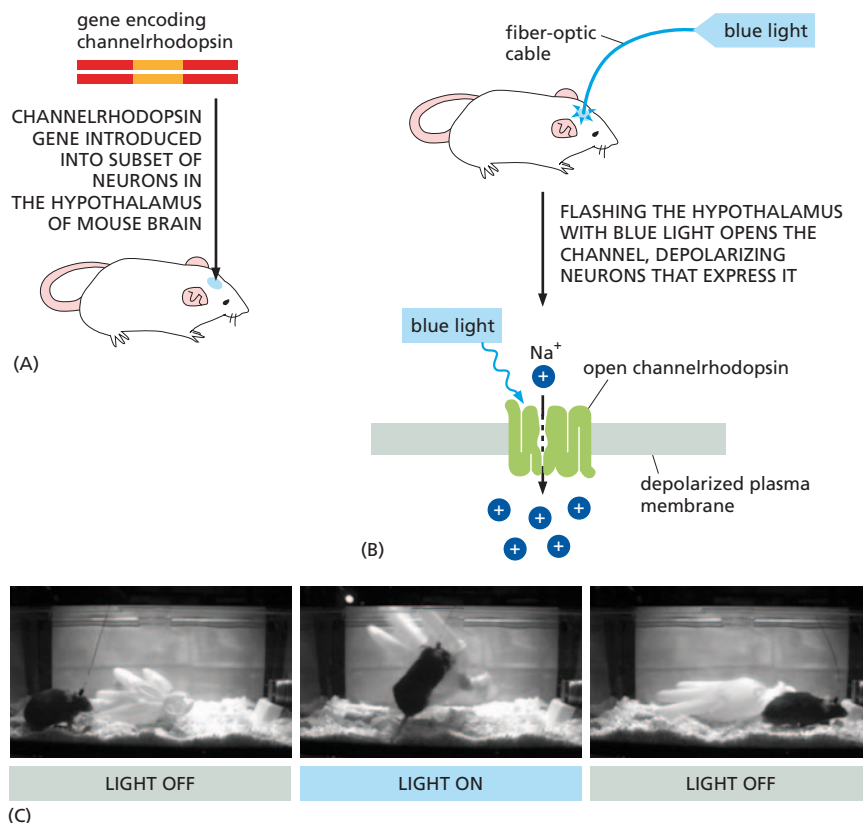 gene encoding
channelrhodopsin
CHANNELRHODOPSIN
GENE INTRODUCED
INTO SUBSET OF
NEURONS IN
THE HYPOTHALAMUS
OF MOUSE BRAIN
(A)
fiber-optic
cable
blue light
FLASHING THE HYPOTHALAMUS
WITH BLUE LIGHT OPENS THE
CHANNEL, DEPOLARIZING
NEURONS THAT EXPRESS IT
blue light
Na⁺
+
open channelrhodopsin
depolarized plasma
membrane
+ + +
+ +
(B)
LIGHT OFF
LIGHT ON
LIGHT OFF
(C)